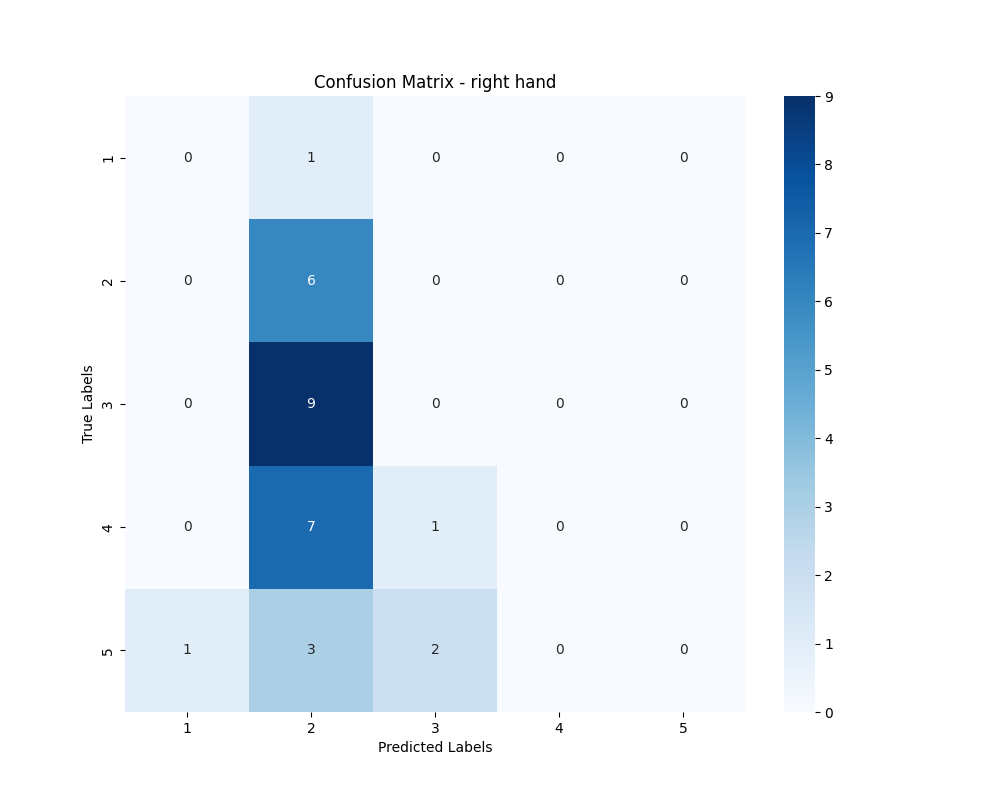 Confusion Matrix - right hand
True Labels
1 0 1 0 0 0
2 0 6 0 0 0
3 0 9 0 0 0
4 0 7 1 0 0
5 1 3 2 0 0
1 2 3 4 5
Predicted Labels
9
8
7
6
5
4
3
2
1
0